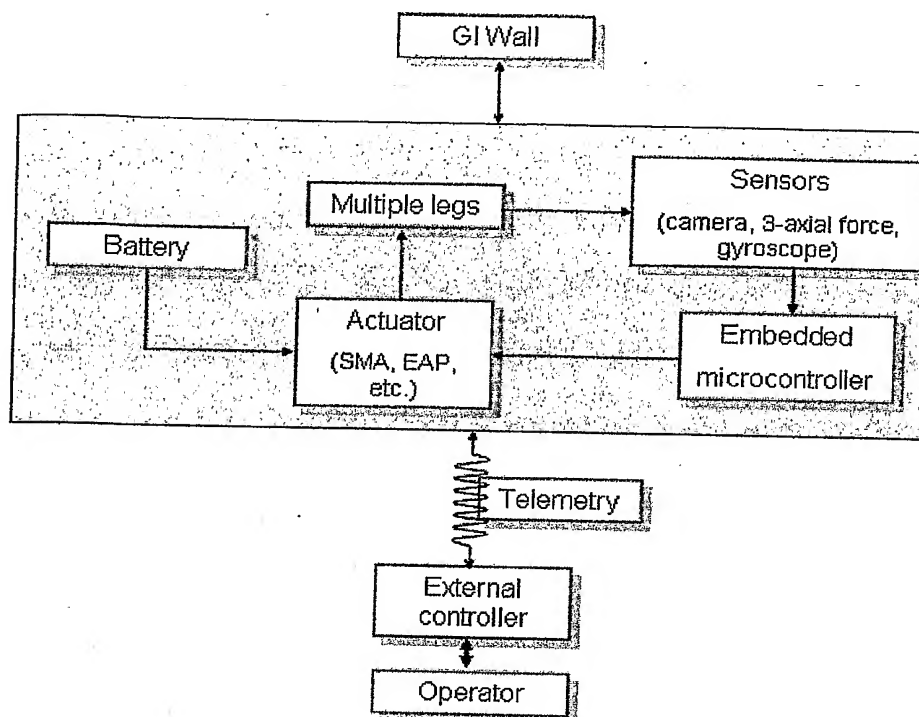 GI Wall
Multiple legs
Sensors
(camera, 3-axial force,
gyroscope)
Battery
Actuator
(SMA, EAP,
etc.)
Embedded
microcontroller
Telemetry
External
controller
Operator